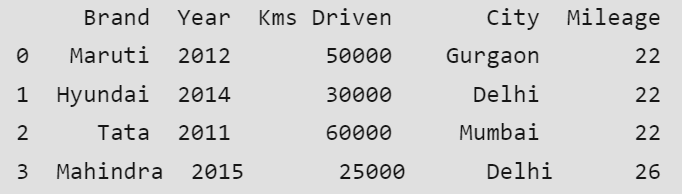 Brand Year Kms Driven City Mileage
0 Maruti 2012 50000 Gurgaon 22
1 Hyundai 2014 30000 Delhi 22
2 Tata 2011 60000 Mumbai 22
3 Mahindra 2015 25000 Delhi 26